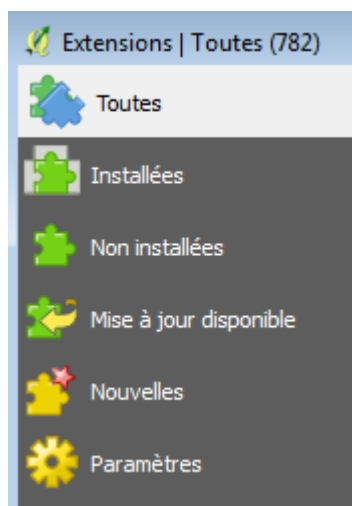 Extensions | Toutes (782)
Toutes
Installées
Non installées
Mise à jour disponible
Nouvelles
Paramètres